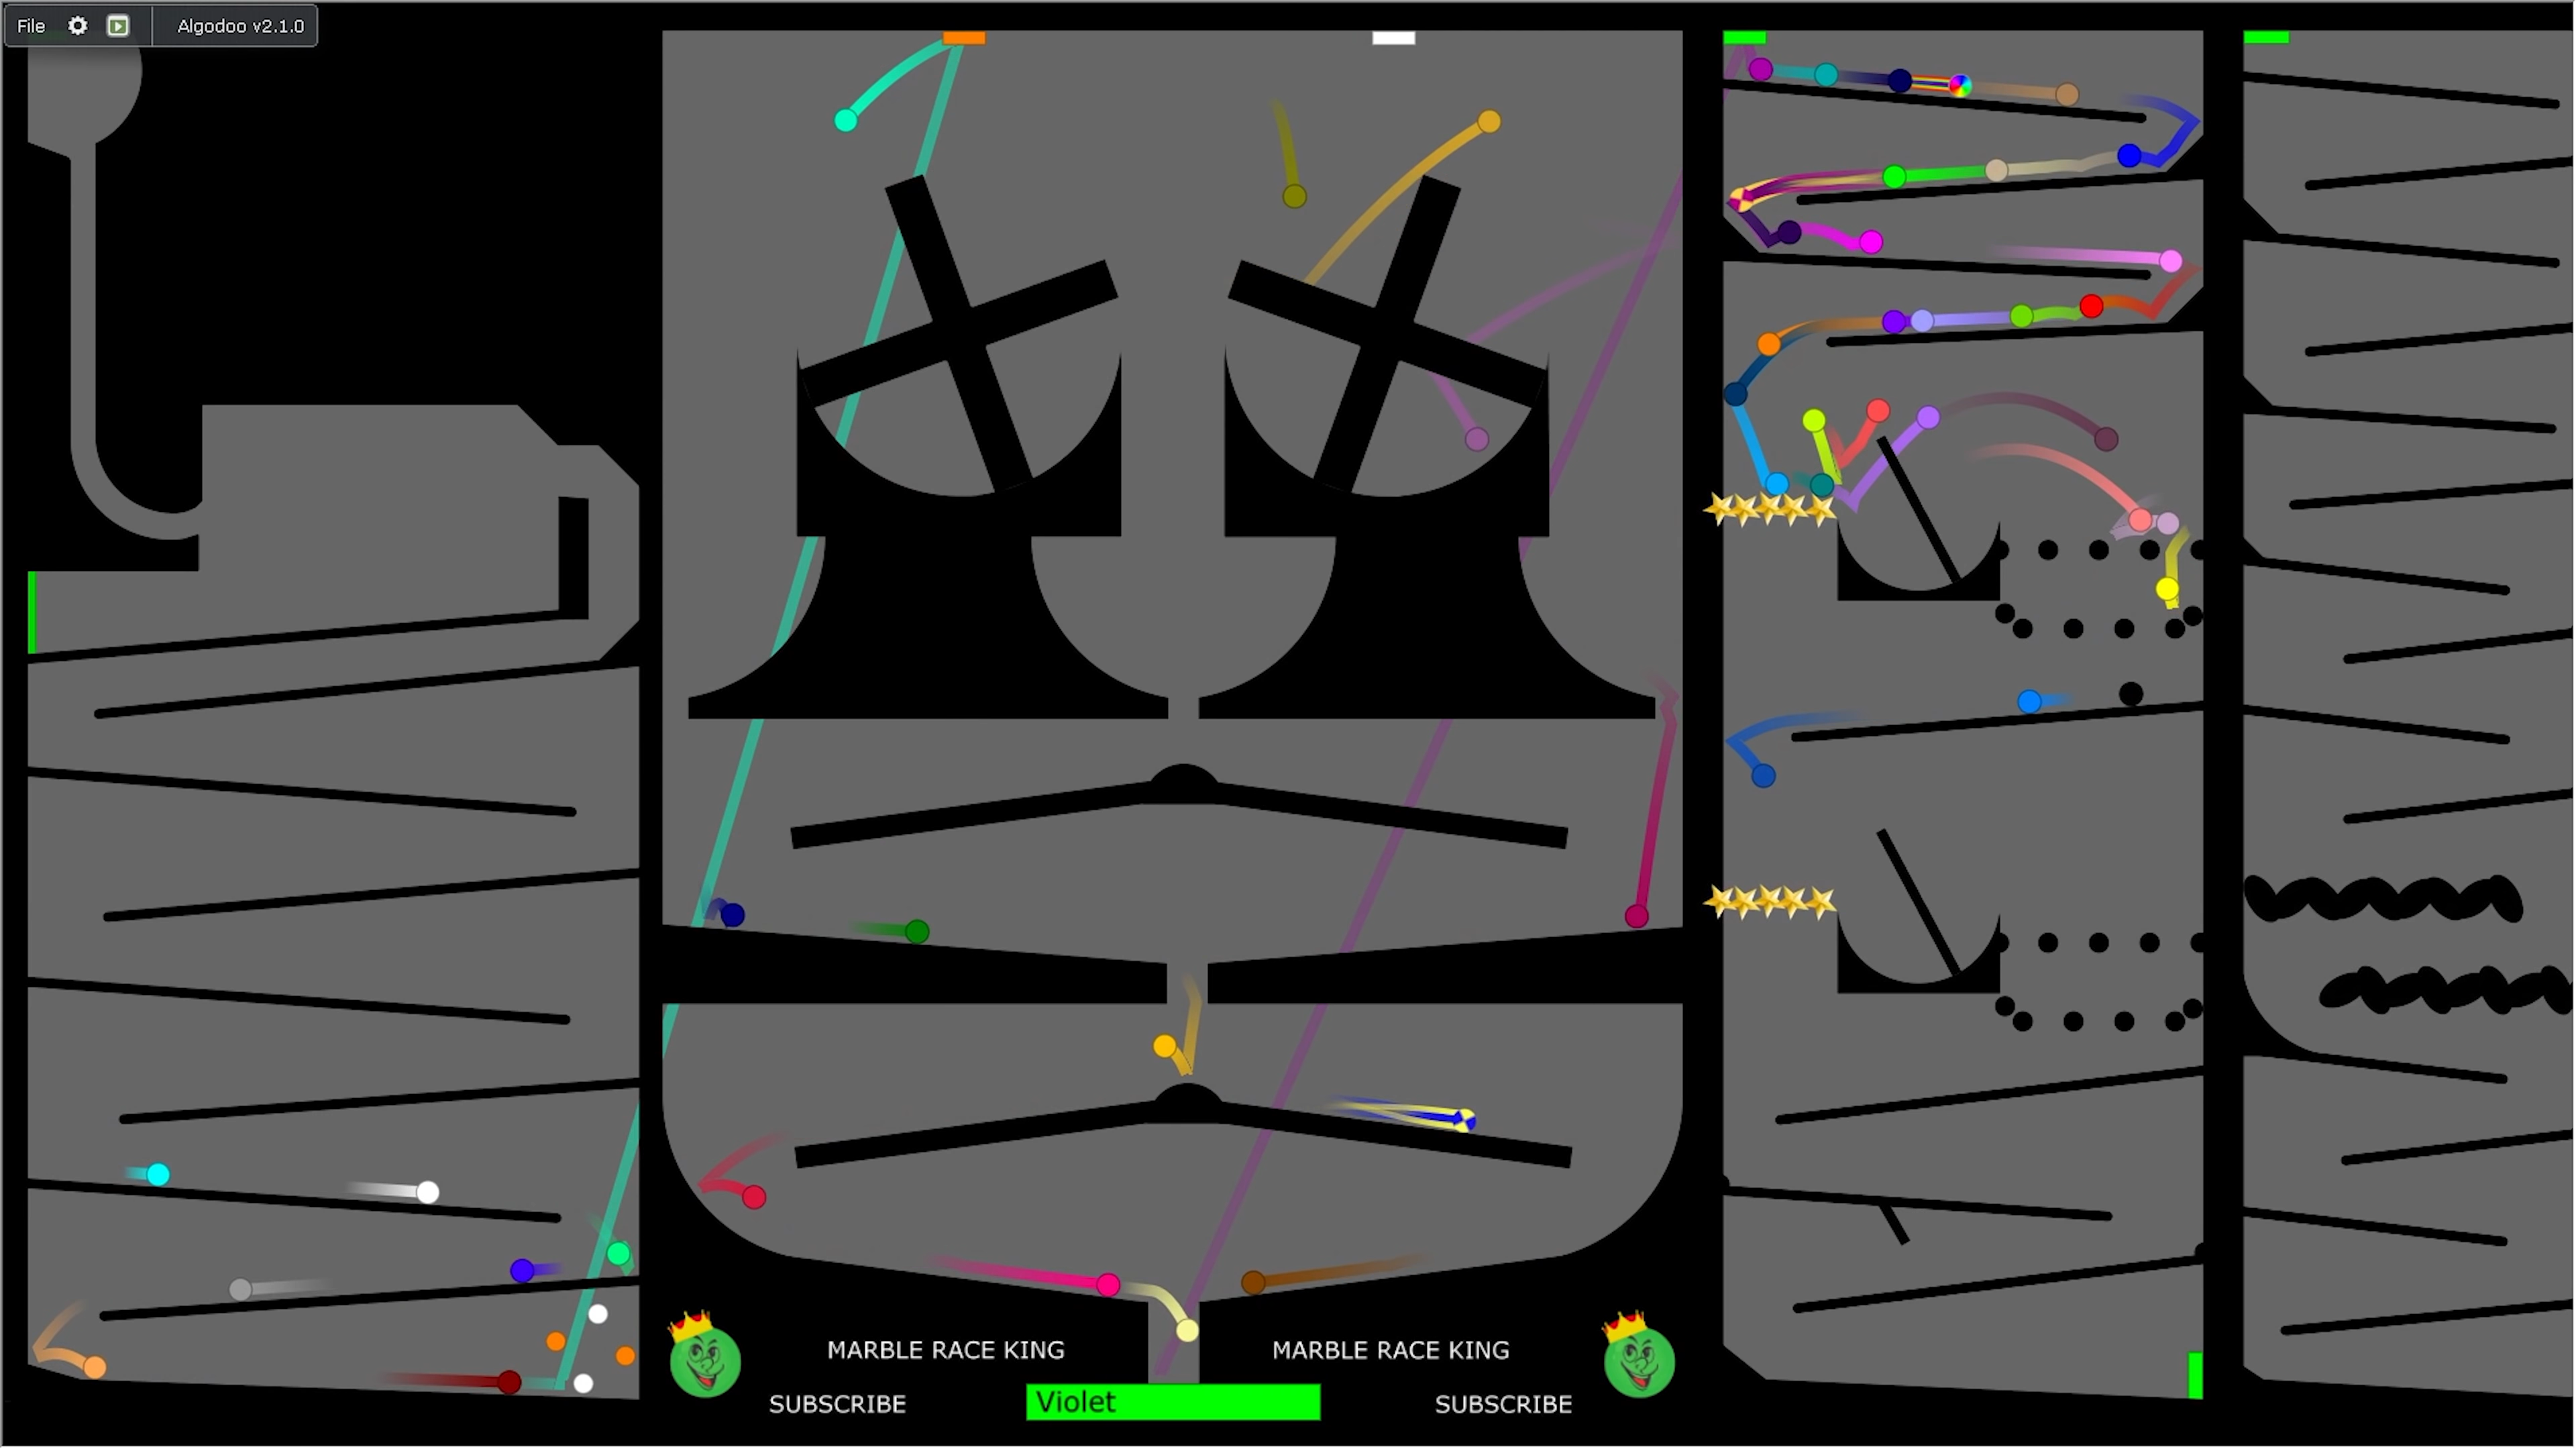 File
Algodoo v2.1.0
MARBLE RACE KING
MARBLE RACE KING
SUBSCRIBE
Violet
SUBSCRIBE